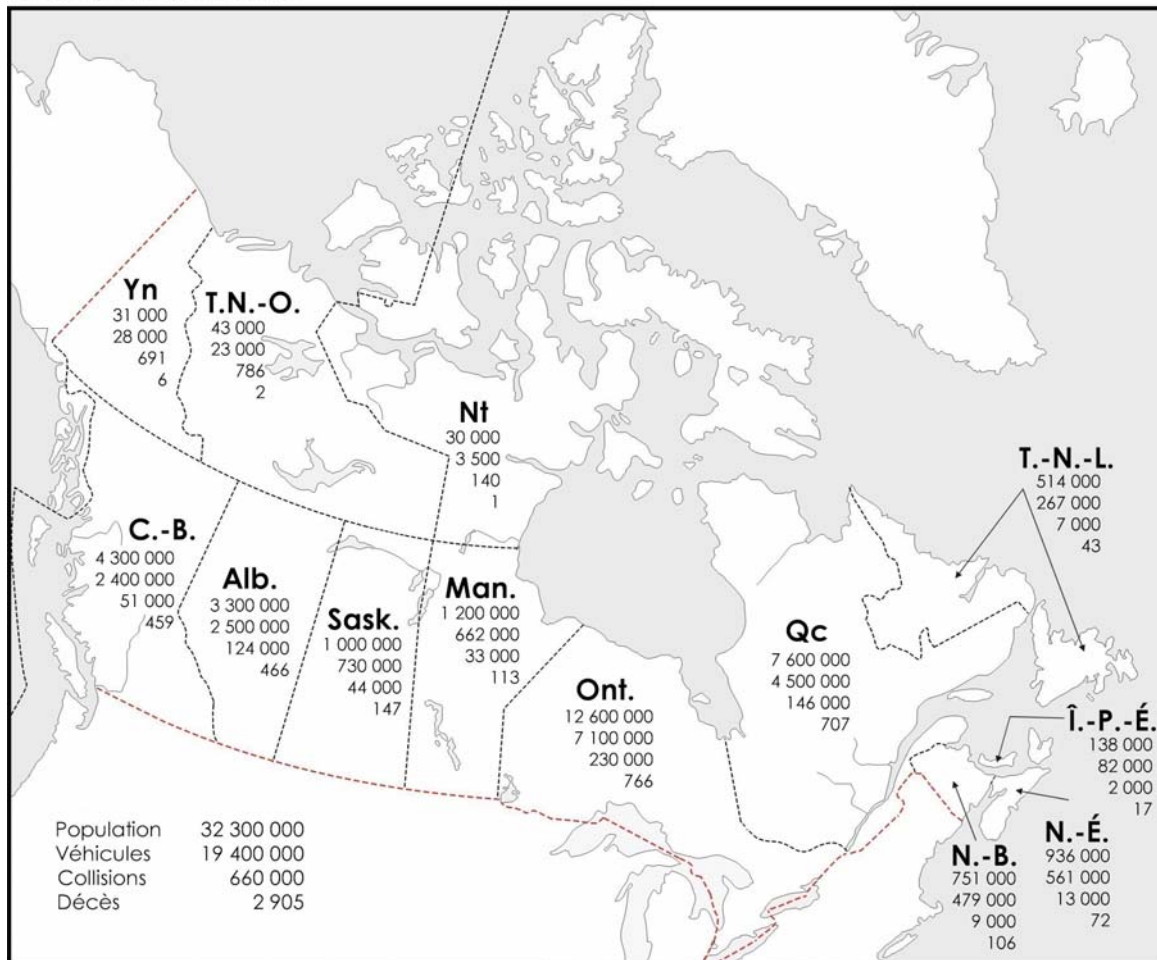 Yn
31 000
28 000
691
6
T.N.-O.
43 000
23 000
786
2
Nt
30 000
3 500
140
1
T.-N.-L.
514 000
267 000
7 000
43
C.-B.
4 300 000
2 400 000
51 000
459
Alb.
3 300 000
2 500 000
124 000
466
Sask.
1 000 000
730 000
44 000
147
Man.
1 200 000
662 000
33 000
113
Ont.
12 600 000
7 100 000
230 000
766
Qc
7 600 000
4 500 000
146 000
707
Î.-P.-É.
138 000
82 000
2 000
17
N.-B.
751 000
479 000
9 000
106
N.-É.
936 000
561 000
13 000
72
Population 32 300 000
Véhicules 19 400 000
Collisions 660 000
Décès 2 905